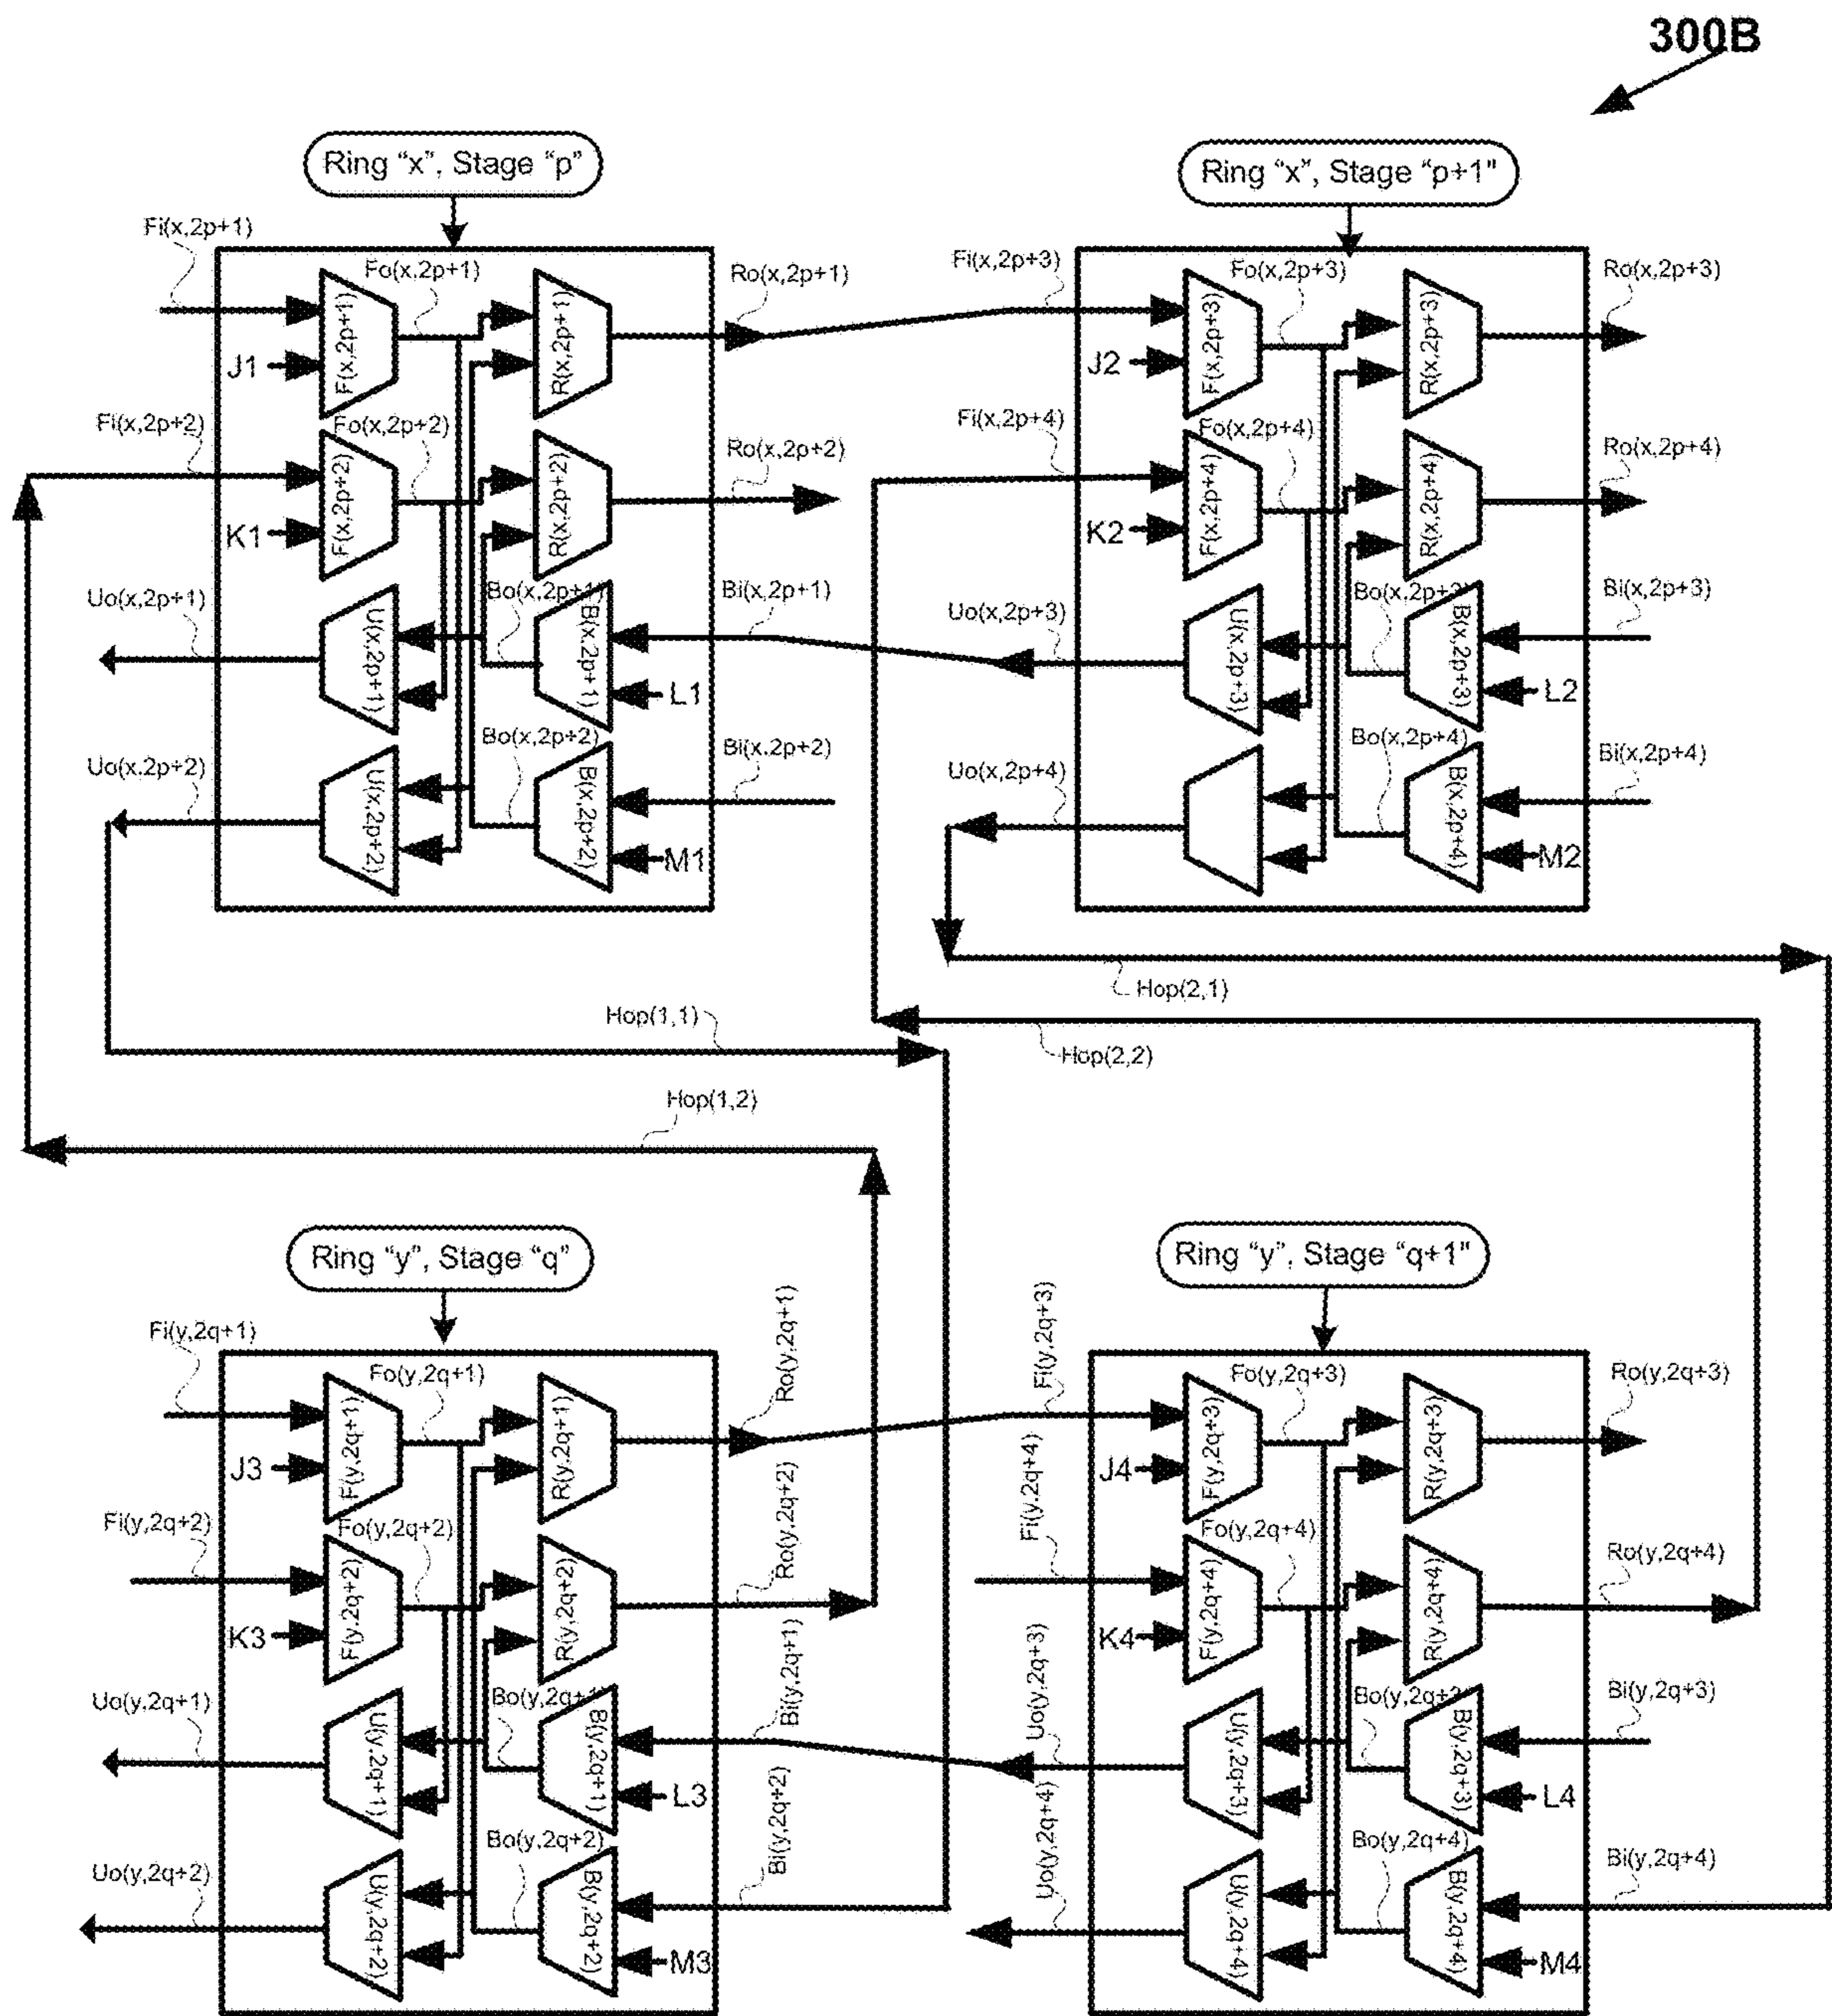 300B
Ring "x", Stage "p"
Ring "x", Stage "p+1"
Fi(x,2p+1)
Fo(x,2p+1)
Ro(x,2p+1)
Fi(x,2p+3)
Fo(x,2p+3)
Ro(x,2p+3)
F(x,2p+1)
R(x,2p+1)
F(x,2p+3)
R(x,2p+3)
J1
J2
Fi(x,2p+2)
Fo(x,2p+2)
Ro(x,2p+2)
Fi(x,2p+4)
Fo(x,2p+4)
Ro(x,2p+4)
F(x,2p+2)
R(x,2p+2)
F(x,2p+4)
R(x,2p+4)
K1
K2
Uo(x,2p+1)
Bo(x,2p+1)
Bi(x,2p+1)
Uo(x,2p+3)
Bi(x,2p+3)
U(x,2p+1)
B(x,2p+1)
U(x,2p+3)
B(x,2p+3)
L1
L2
Uo(x,2p+2)
Bo(x,2p+2)
Bi(x,2p+2)
Uo(x,2p+4)
Bo(x,2p+4)
Bi(x,2p+4)
U(x,2p+2)
B(x,2p+2)
B(x,2p+4)
M1
M2
Hop(2,1)
Hop(1,1)
Hop(2,2)
Hop(1,2)
Ring "y", Stage "q"
Ring "y", Stage "q+1"
Fi(y,2q+1)
Fo(y,2q+1)
Ro(y,2q+1)
Fi(y,2q+3)
Fo(y,2q+3)
Ro(y,2q+3)
F(y,2q+1)
R(y,2q+1)
F(y,2q+3)
R(y,2q+3)
J3
J4
Fi(y,2q+2)
Fo(y,2q+2)
Ro(y,2q+2)
Fi(y,2q+4)
Fo(y,2q+4)
Ro(y,2q+4)
F(y,2q+2)
R(y,2q+2)
F(y,2q+4)
R(y,2q+4)
K3
K4
Uo(y,2q+1)
Bi(y,2q+1)
Uo(y,2q+3)
Bi(y,2q+3)
U(y,2q+1)
B(y,2q+1)
U(y,2q+3)
B(y,2q+3)
L3
L4
Uo(y,2q+2)
Bo(y,2q+2)
Bi(y,2q+2)
Uo(y,2q+4)
Bo(y,2q+4)
Bi(y,2q+4)
U(y,2q+2)
B(y,2q+2)
U(y,2q+4)
B(y,2q+4)
M3
M4